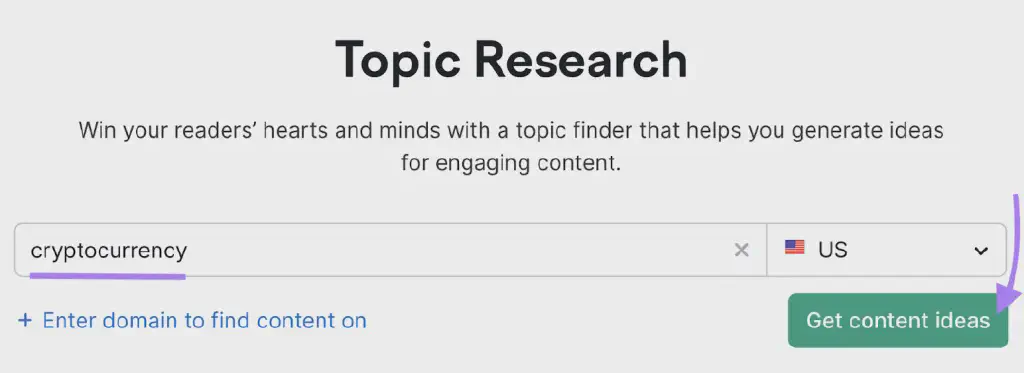 Topic Research
Win your readers’ hearts and minds with a topic finder that helps you generate ideas
for engaging content.
cryptocurrency
US
+ Enter domain to find content on
Get content ideas